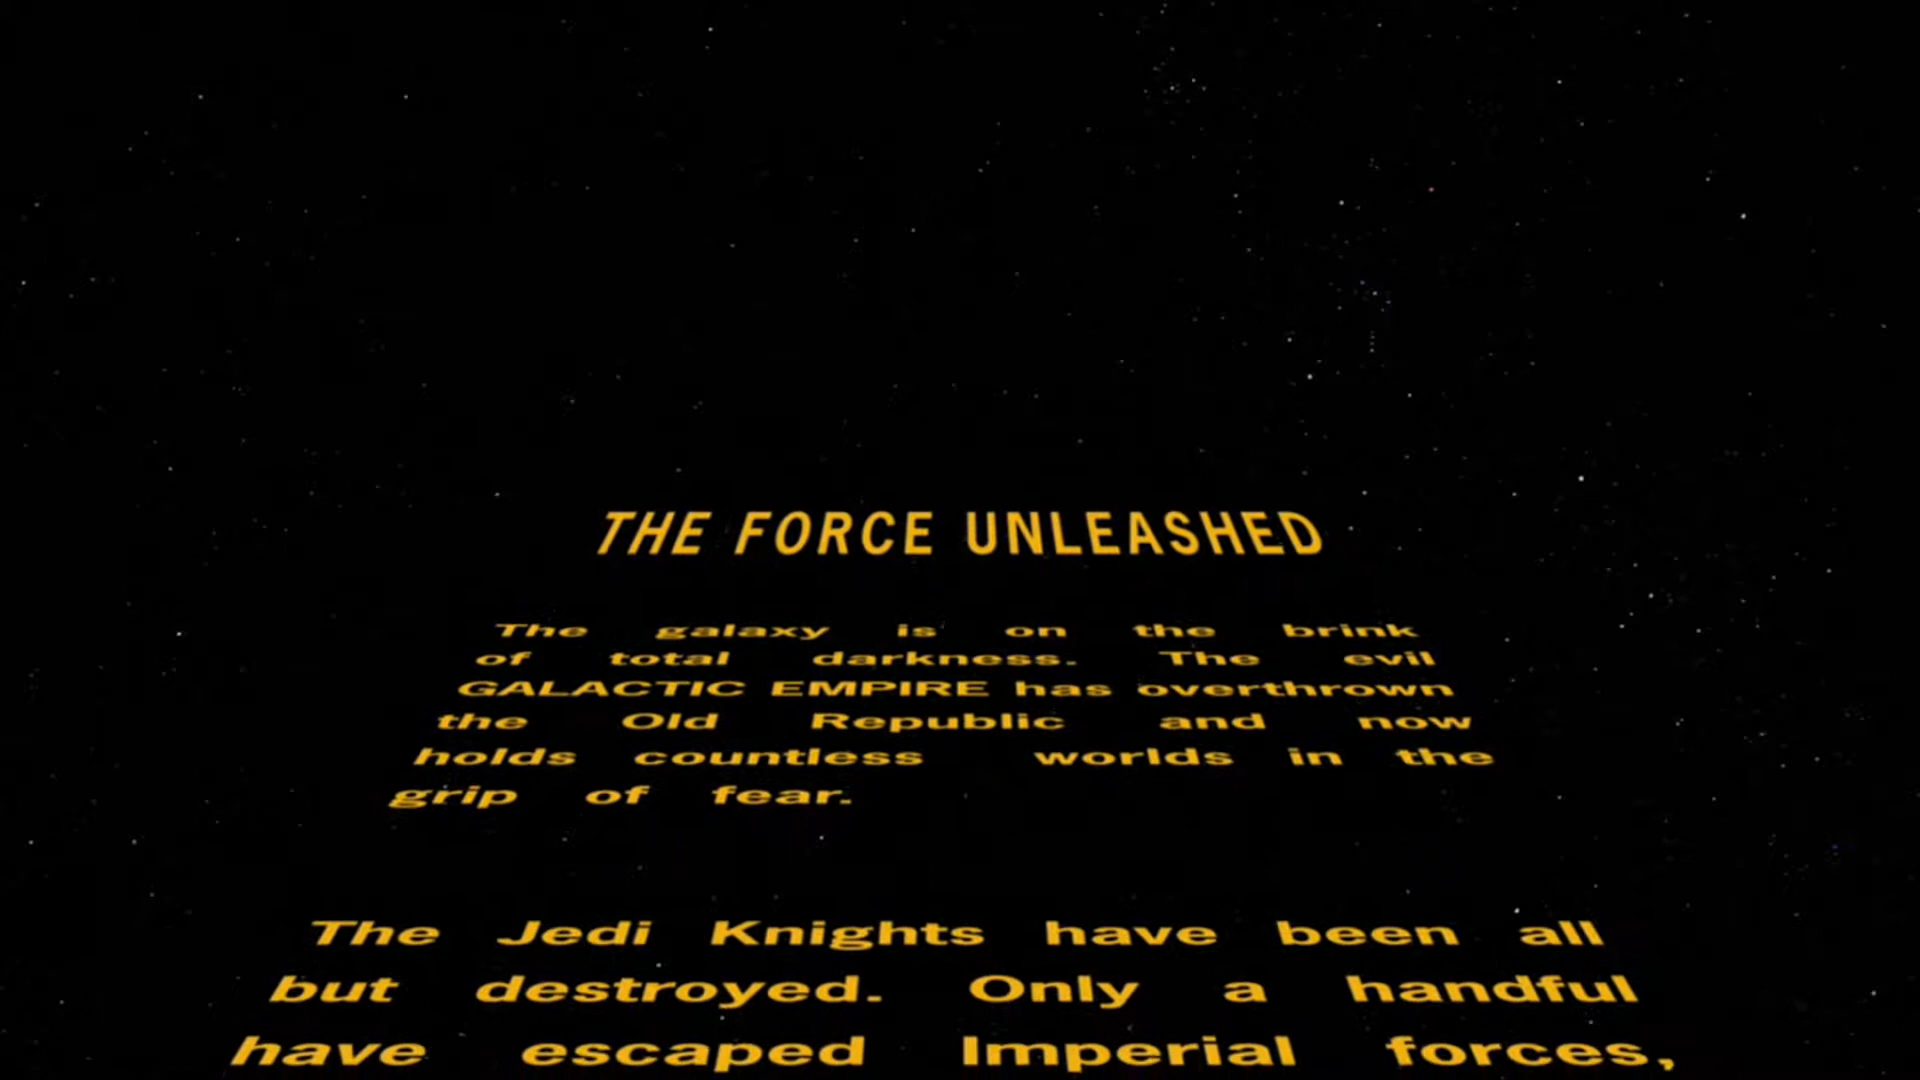 THE FORCE UNLEASHED
The galaxy is on the brink
of total darkness. The evil
GALACTIC EMPIRE has overthrown
the Old Republic and now
holds countless worlds in the
grip of fear.
The Jedi Knights have been all
but destroyed. Only a handful
have escaped Imperial forces,